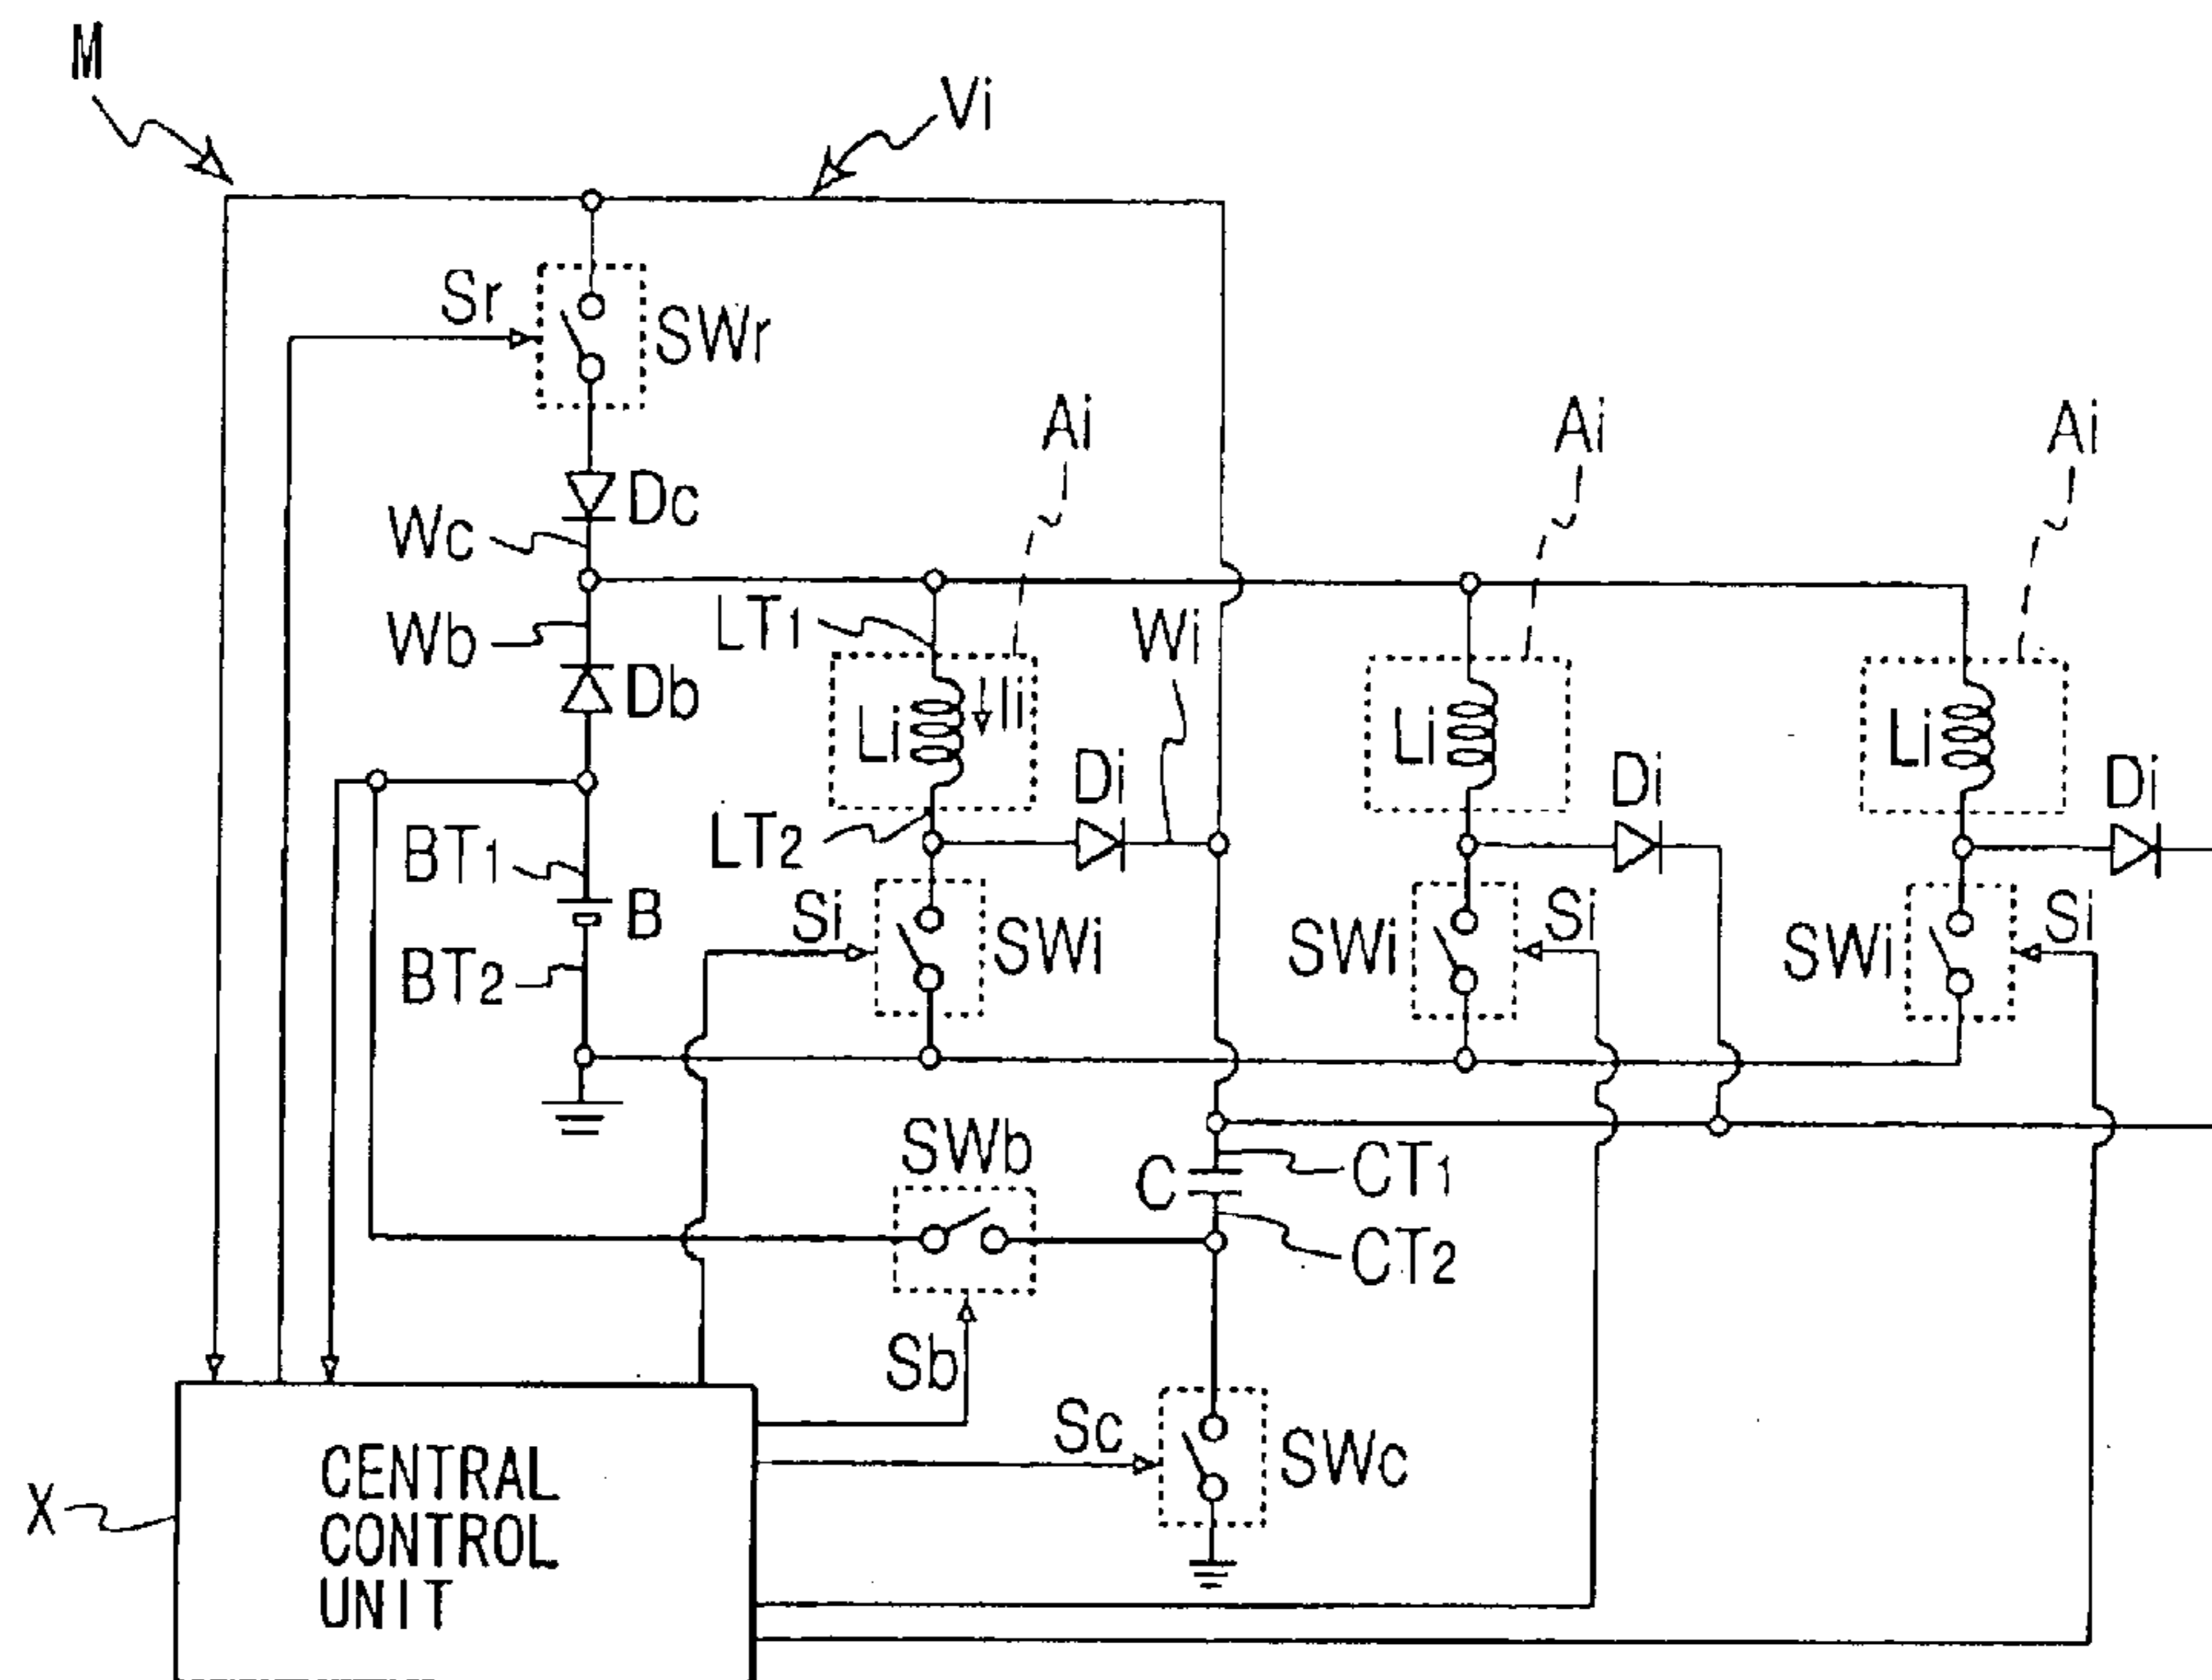 M
Vi
Sr
SWr
Ai
Ai
Ai
Dc
Wc
LT1
Wi
Wb
Db
Li
Ii
Li
Li
Di
Di
Di
LT2
BT1
B
Si
SWi
SWi
Si
SWi
Si
BT2
SWb
C
CT1
CT2
Sb
Sc
SWc
X
CENTRAL
CONTROL
UNIT